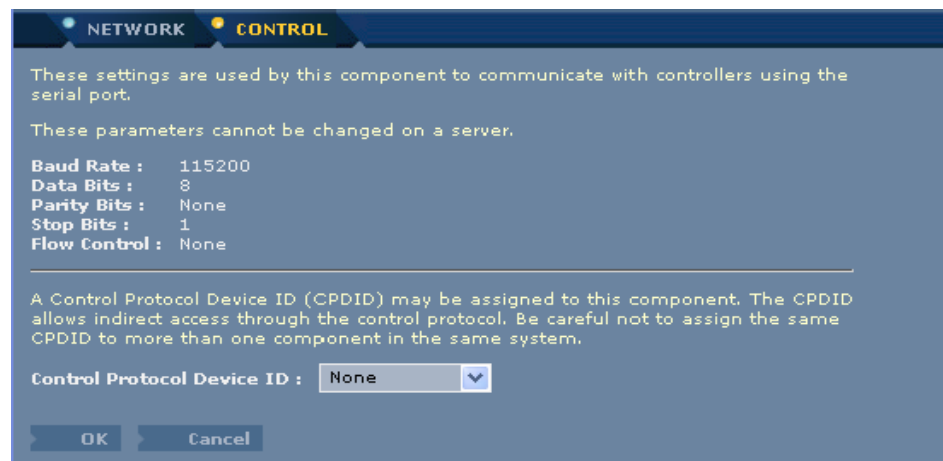 NETWORK CONTROL
These settings are used by this component to communicate with controllers using the
serial port.
These parameters cannot be changed on a server.
Baud Rate : 115200
Data Bits : 8
Parity Bits : None
Stop Bits : 1
Flow Control : None
A Control Protocol Device ID (CPDID) may be assigned to this component. The CPDID
allows indirect access through the control protocol. Be careful not to assign the same
CPDID to more than one component in the same system.
Control Protocol Device ID : None
OK Cancel